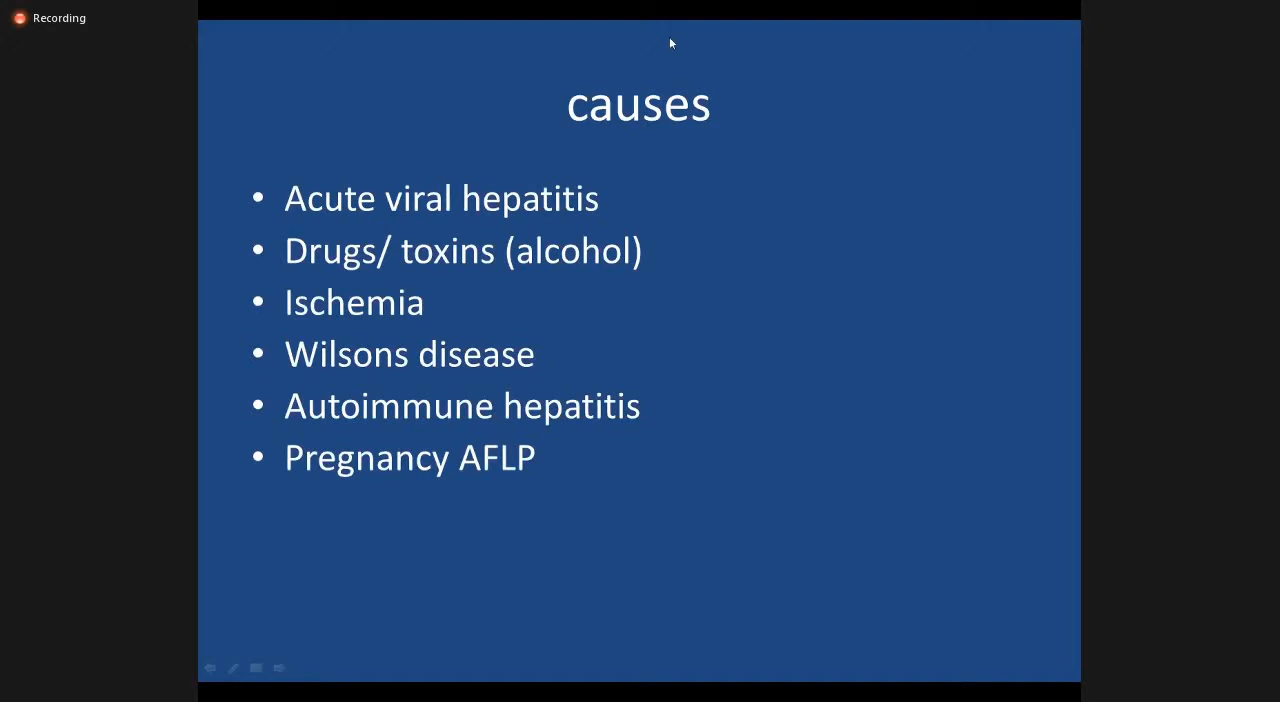 Recording
causes
• Acute viral hepatitis
• Drugs/ toxins (alcohol)
• Ischemia
• Wilsons disease
• Autoimmune hepatitis
• Pregnancy AFLP